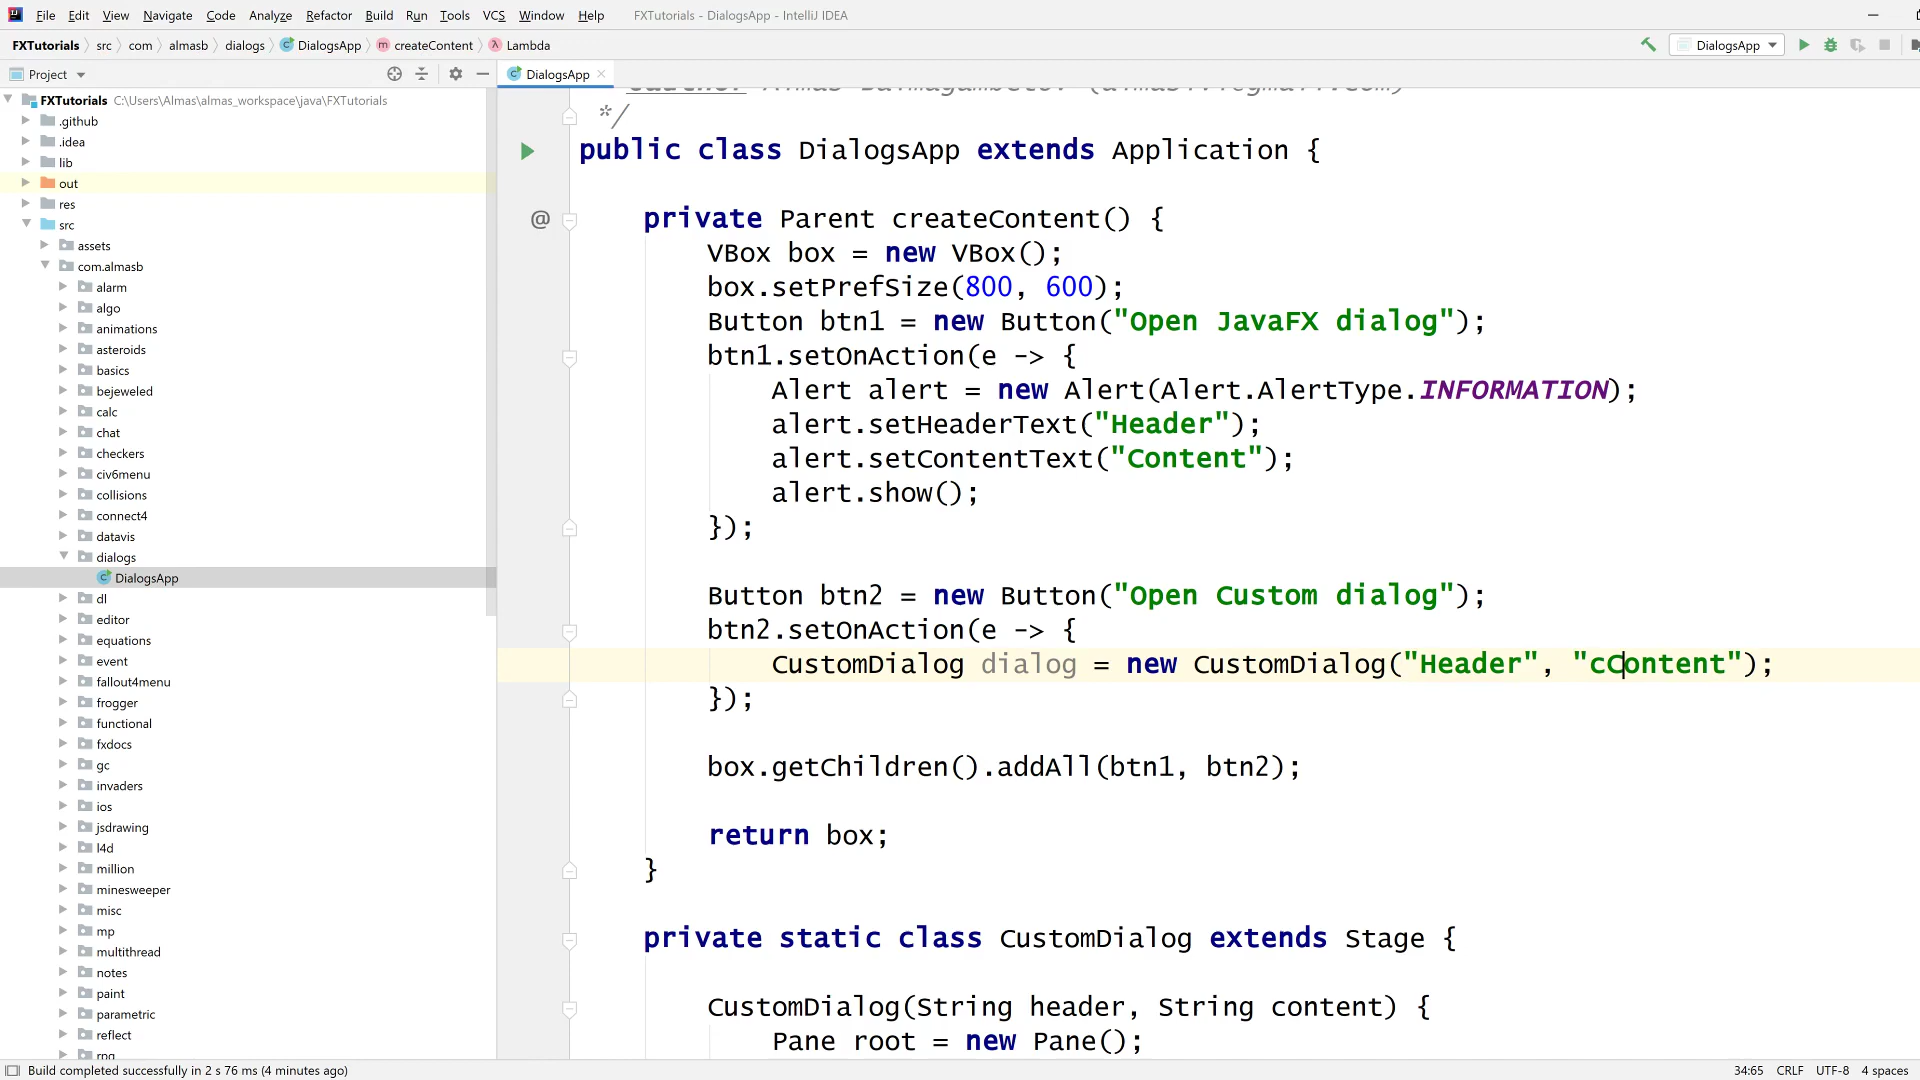 File Edit View Navigate Code Analyze Refactor Build Run Tools VCS Window Help FXTutorials - DialogsApp - IntelliJ IDEA
FXTutorials src com almasb dialogs DialogsApp createContent Lambda DialogsApp
Project DialogsApp
FXTutorials C:\Users\Almas\almas_workspace\java\FXTutorials
.github
.idea
lib
out
res
src
assets
com.almasb
alarm
algo
animations
asteroids
basics
bejeweled
calc
chat
checkers
civ6menu
collisions
connect4
datavis
dialogs
DialogsApp
dl
editor
equations
event
fallout4menu
frogger
functional
fxdocs
gc
invaders
ios
jsdrawing
l4d
million
minesweeper
misc
mp
multithread
notes
paint
parametric
reflect
rpg
*/
public class DialogsApp extends Application {
@ private Parent createContent() {
VBox box = new VBox();
box.setPrefSize(800, 600);
Button btn1 = new Button("Open JavaFX dialog");
btn1.setOnAction(e -> {
Alert alert = new Alert(Alert.AlertType.INFORMATION);
alert.setHeaderText("Header");
alert.setContentText("Content");
alert.show();
});
Button btn2 = new Button("Open Custom dialog");
btn2.setOnAction(e -> {
CustomDialog dialog = new CustomDialog("Header", "cContent");
});
box.getChildren().addAll(btn1, btn2);
return box;
}
private static class CustomDialog extends Stage {
CustomDialog(String header, String content) {
Pane root = new Pane();
Build completed successfully in 2 s 76 ms (4 minutes ago) 34:65 CRLF UTF-8 4 spaces